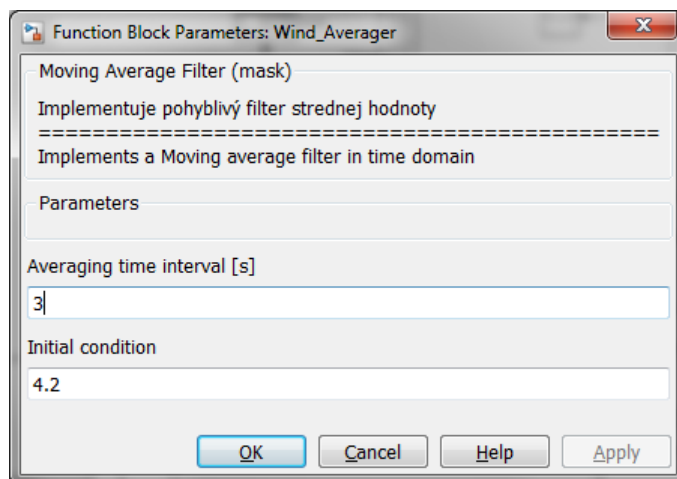 Function Block Parameters: Wind_Averager
Moving Average Filter (mask)
Implementuje pohyblivý filter strednej hodnoty
===============================================
Implements a Moving average filter in time domain
Parameters
Averaging time interval [s]
3
Initial condition
4.2
OK Cancel Help Apply